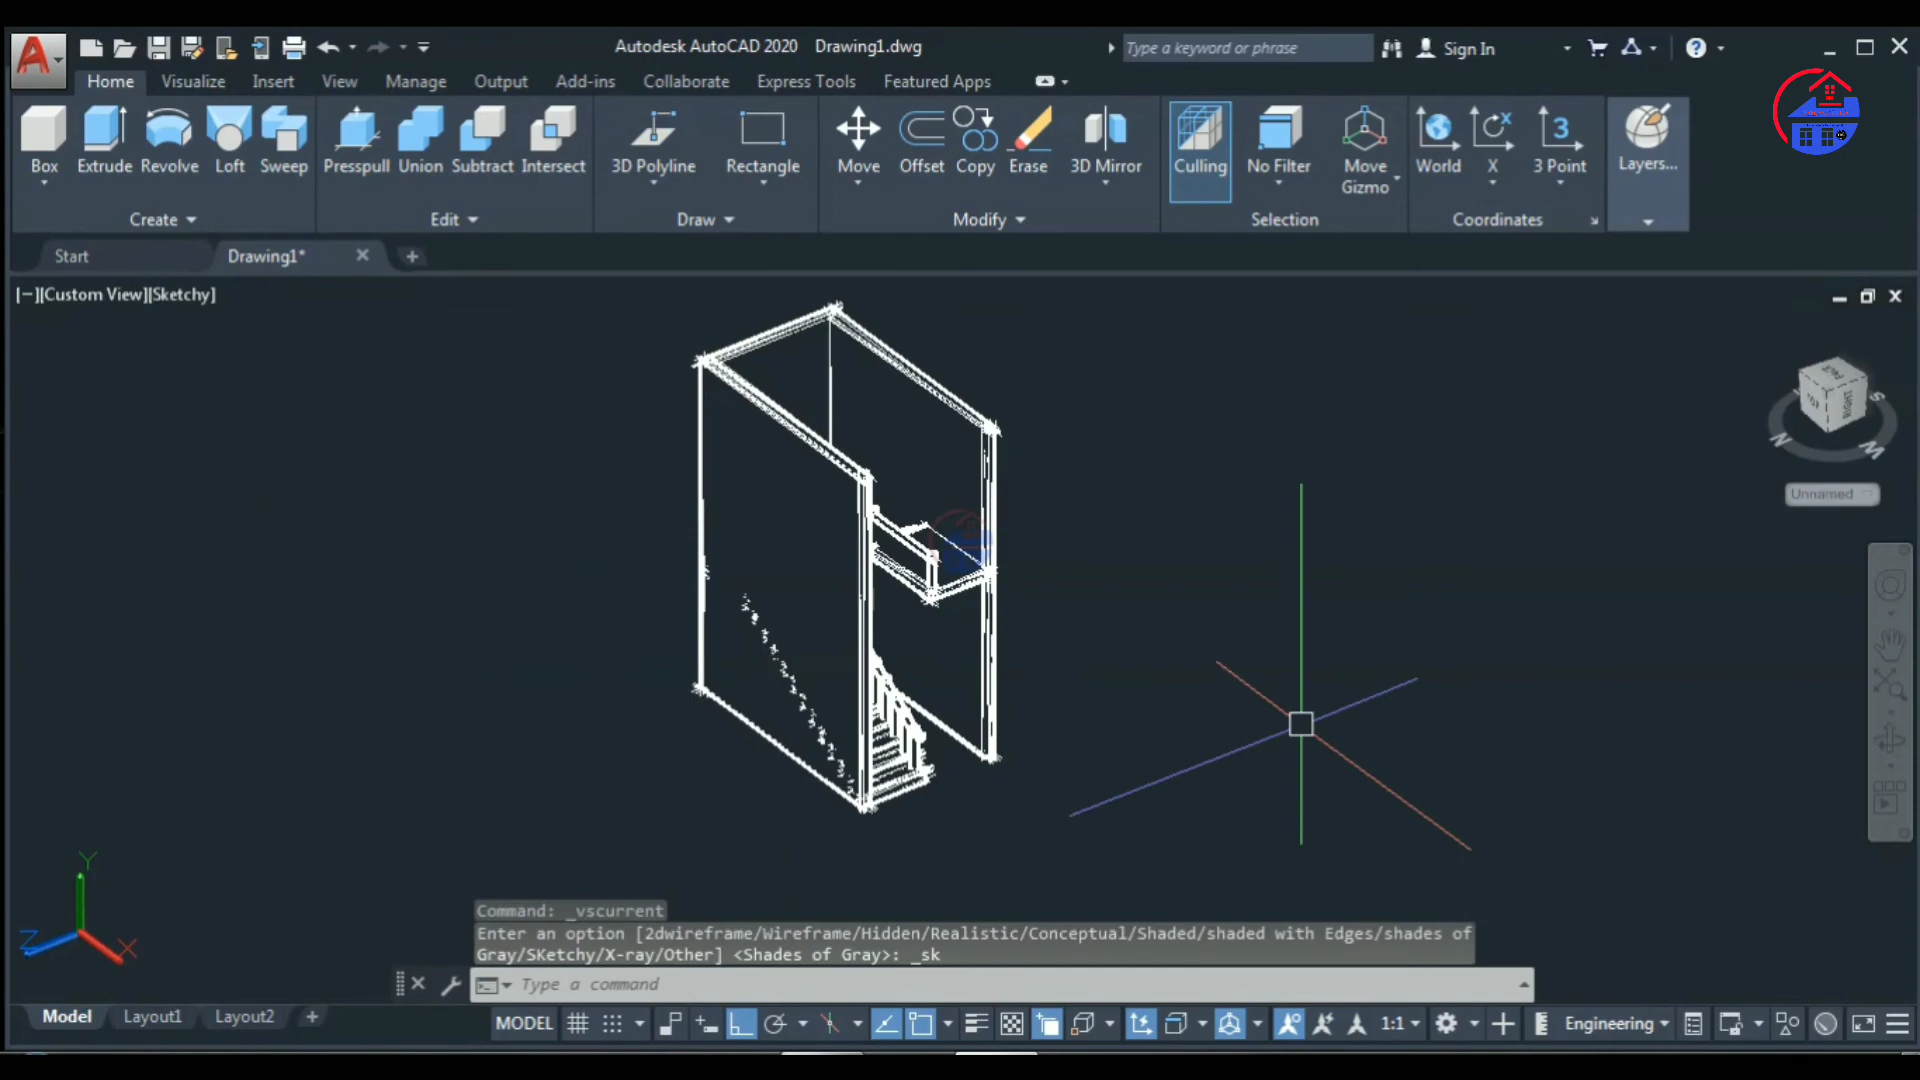 Autodesk AutoCAD 2020 Drawing1.dwg
Type a keyword or phrase
Sign In
Home Visualize Insert View Manage Output Add-ins Collaborate Express Tools Featured Apps
Box Extrude Revolve Loft Sweep Presspull Union Subtract Intersect 3D Polyline Rectangle Move Offset Copy Erase 3D Mirror Culling No Filter Move Gizmo World X 3 Point Layers...
Create Edit Draw Modify Selection Coordinates
Start Drawing1*
[−][Custom View][Sketchy]
N
S
M
Unnamed
Y
Z
X
Command: _vscurrent
Enter an option [2dwireframe/Wireframe/Hidden/Realistic/Conceptual/Shaded/shaded with Edges/shades of
Gray/SKetchy/X-ray/Other] <Shades of Gray>: _sk
Type a command
Model Layout1 Layout2
MODEL
1:1
Engineering